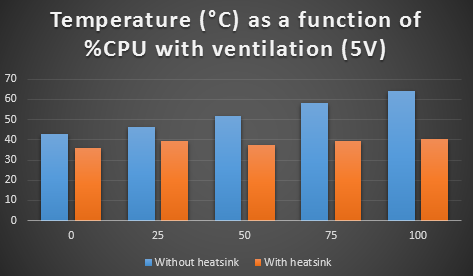 Temperature (°C) as a function of
%CPU with ventilation (5V)
70
60
50
40
30
20
10
0
0 25 50 75 100
Without heatsink With heatsink